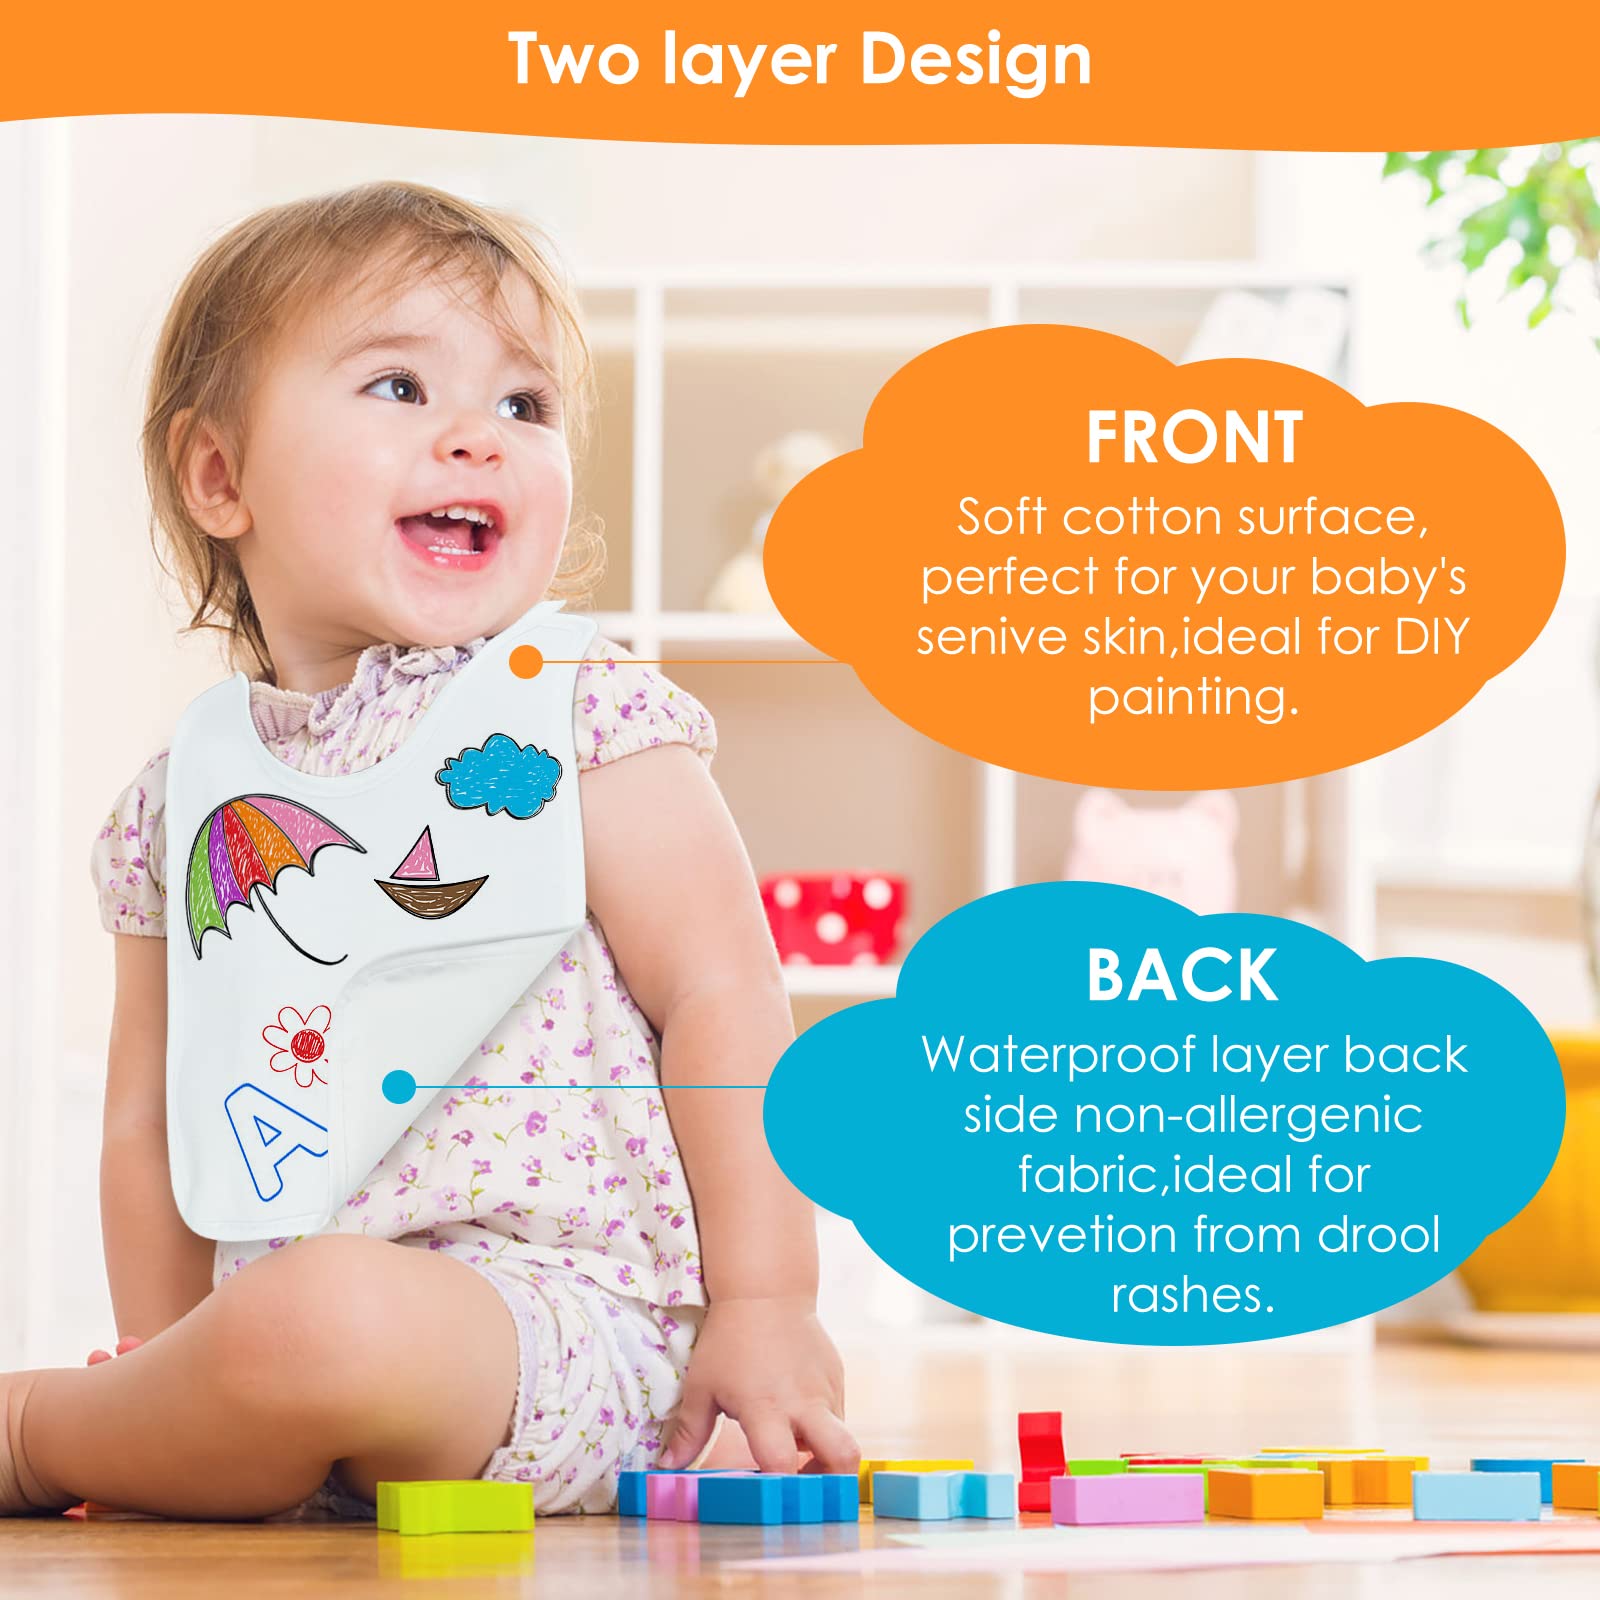 Two layer Design
FRONT
Soft cotton surface,
perfect for your baby's
senive skin,ideal for DIY
painting.
A
BACK
Waterproof layer back
side non-allergenic
fabric,ideal for
prevetion from drool
rashes.